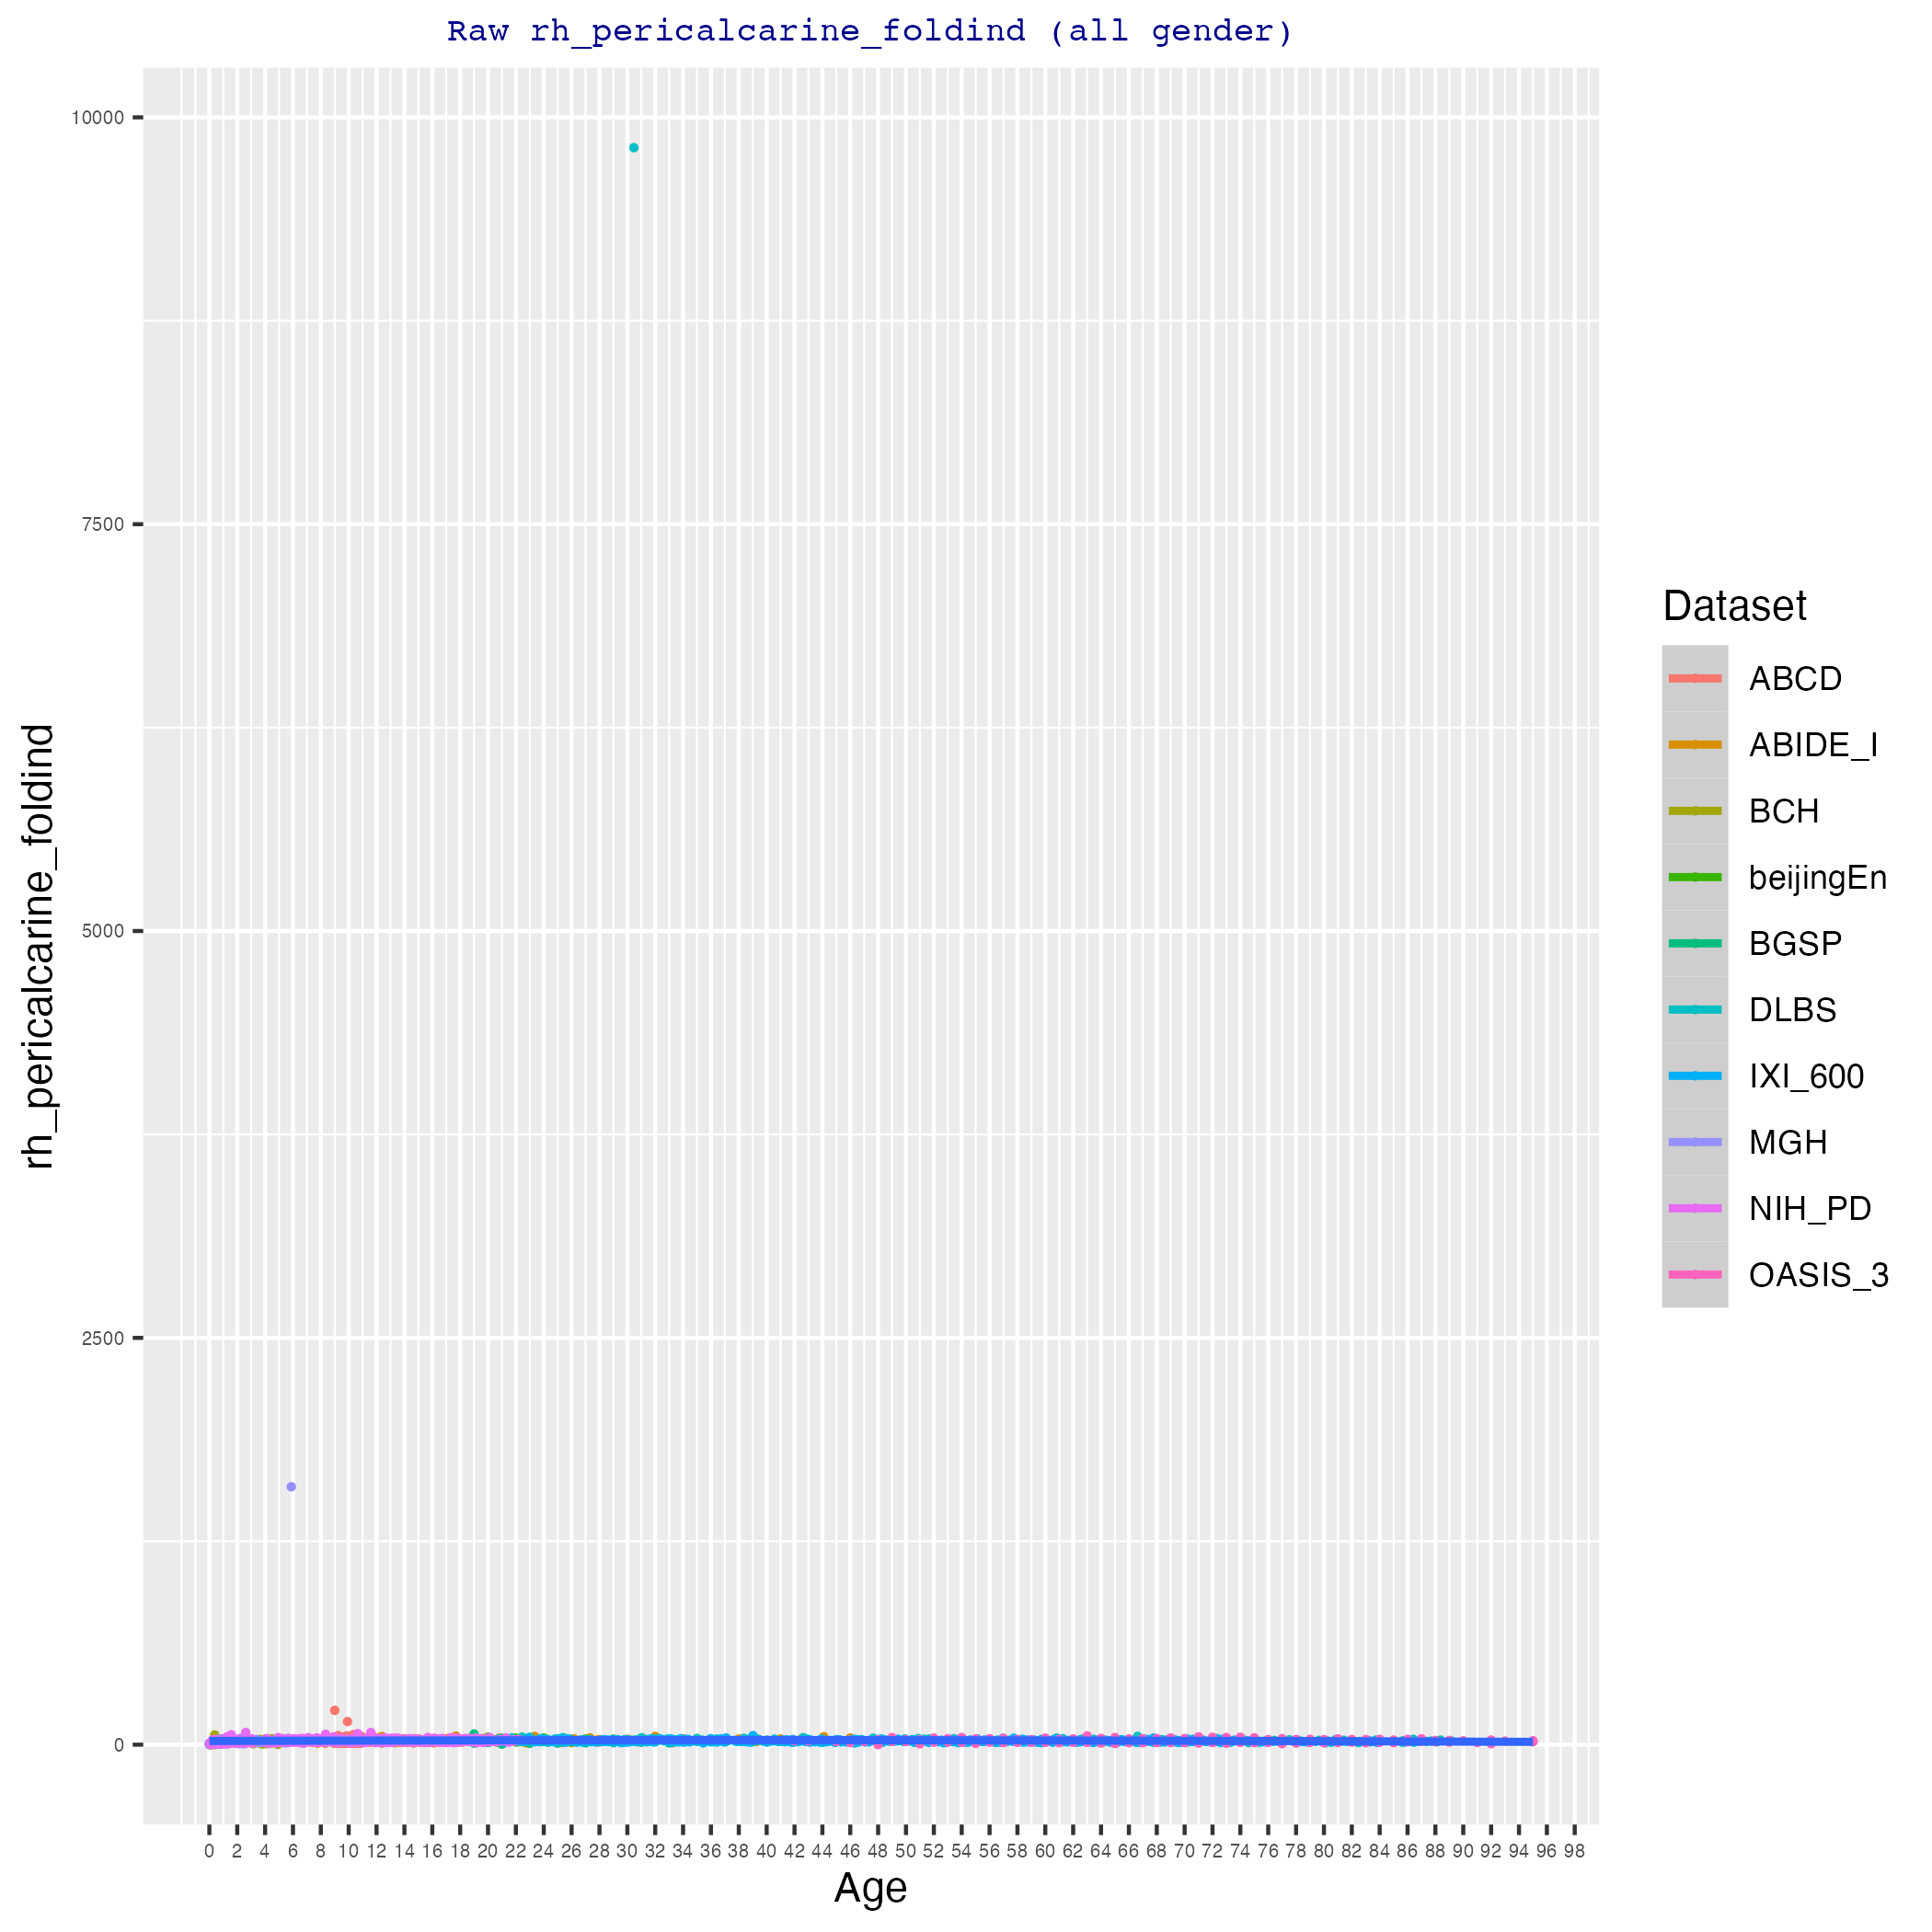 Raw rh_pericalcarine_foldind (all gender)
10000
7500
5000
2500
0
rh_pericalcarine_foldind
0 2 4 6 8 10 12 14 16 18 20 22 24 26 28 30 32 34 36 38 40 42 44 46 48 50 52 54 56 58 60 62 64 66 68 70 72 74 76 78 80 82 84 86 88 90 92 94 96 98
Age
Dataset
ABCD
ABIDE_I
BCH
beijingEn
BGSP
DLBS
IXI_600
MGH
NIH_PD
OASIS_3